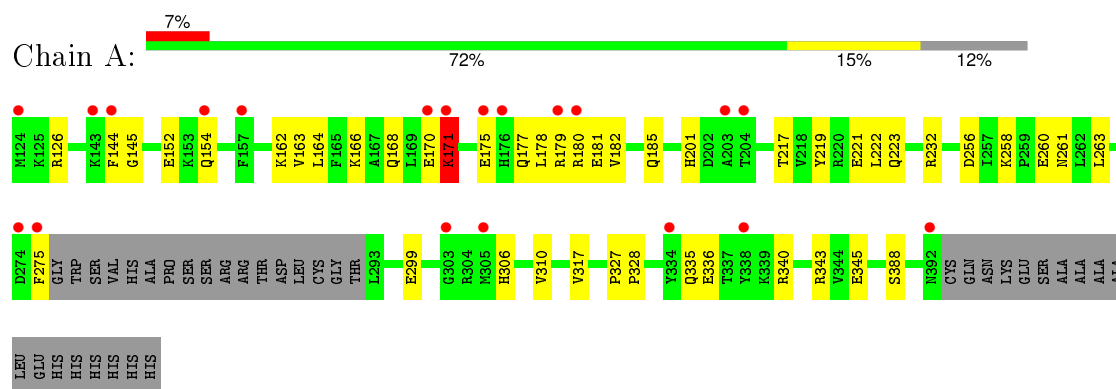 7%
Chain A:
72% 15% 12%
M124 K125 R126 K143 F144 G145 E152 K153 Q154 F157 K162 V163 L164 F165 K166 A167 Q168 L169 E170 K171 E175 H176 Q177 L178 R179 R180 E181 V182 Q185 H201 D202 A203 T204 T217 V218 Y219 R220 E221 L222 Q223 R232 D256 I257 K258 P259 E260 N261 L262 L263
D274 F275 GLY TRP SER VAL HIS ALA PRO SER SER ARG ARG THR ASP LEU CYS GLY THR L293 E299 G303 R304 M305 H306 V310 V317 P327 P328 Y334 Q335 E336 T337 Y338 K339 R340 R343 V344 E345 S388 N392 CYS GLN ASN LYS GLU SER ALA ALA ALA
LEU GLU HIS HIS HIS HIS HIS HIS